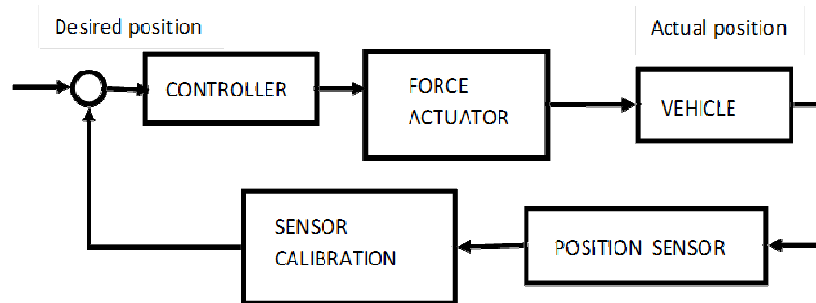 Desired position
Actual position
CONTROLLER
FORCE
ACTUATOR
VEHICLE
SENSOR
CALIBRATION
POSITION SENSOR